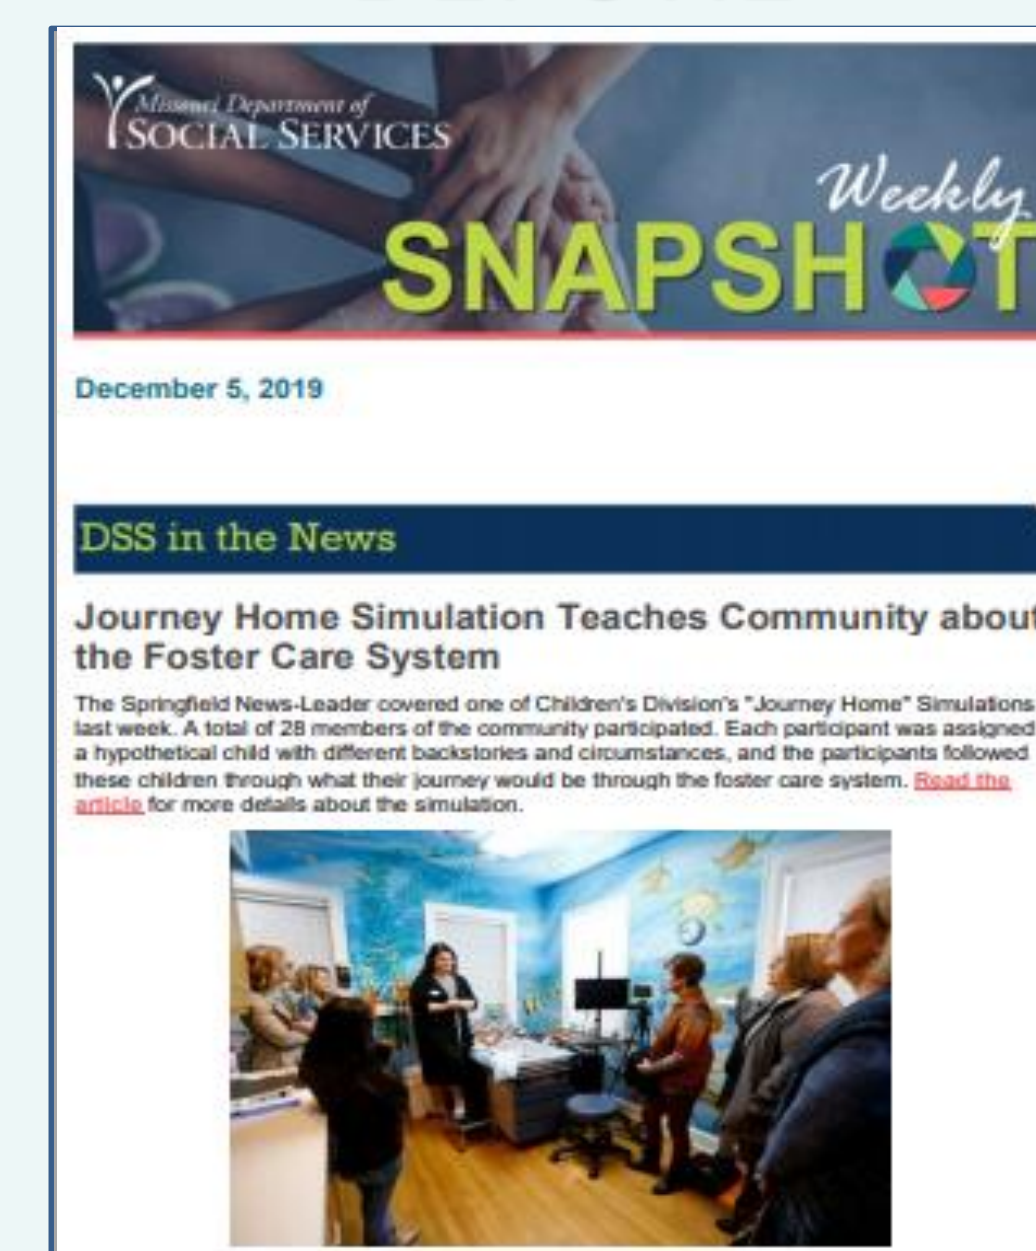 Missouri Department of
SOCIAL SERVICES
Weekly
SNAPSHOT
December 5, 2019
DSS in the News
Journey Home Simulation Teaches Community about
the Foster Care System
The Springfield News-Leader covered one of Children's Division's "Journey Home" Simulations
last week. A total of 28 members of the community participated. Each participant was assigned
a hypothetical child with different backstories and circumstances, and the participants followed
these children through what their journey would be through the foster care system. Read the
article for more details about the simulation.